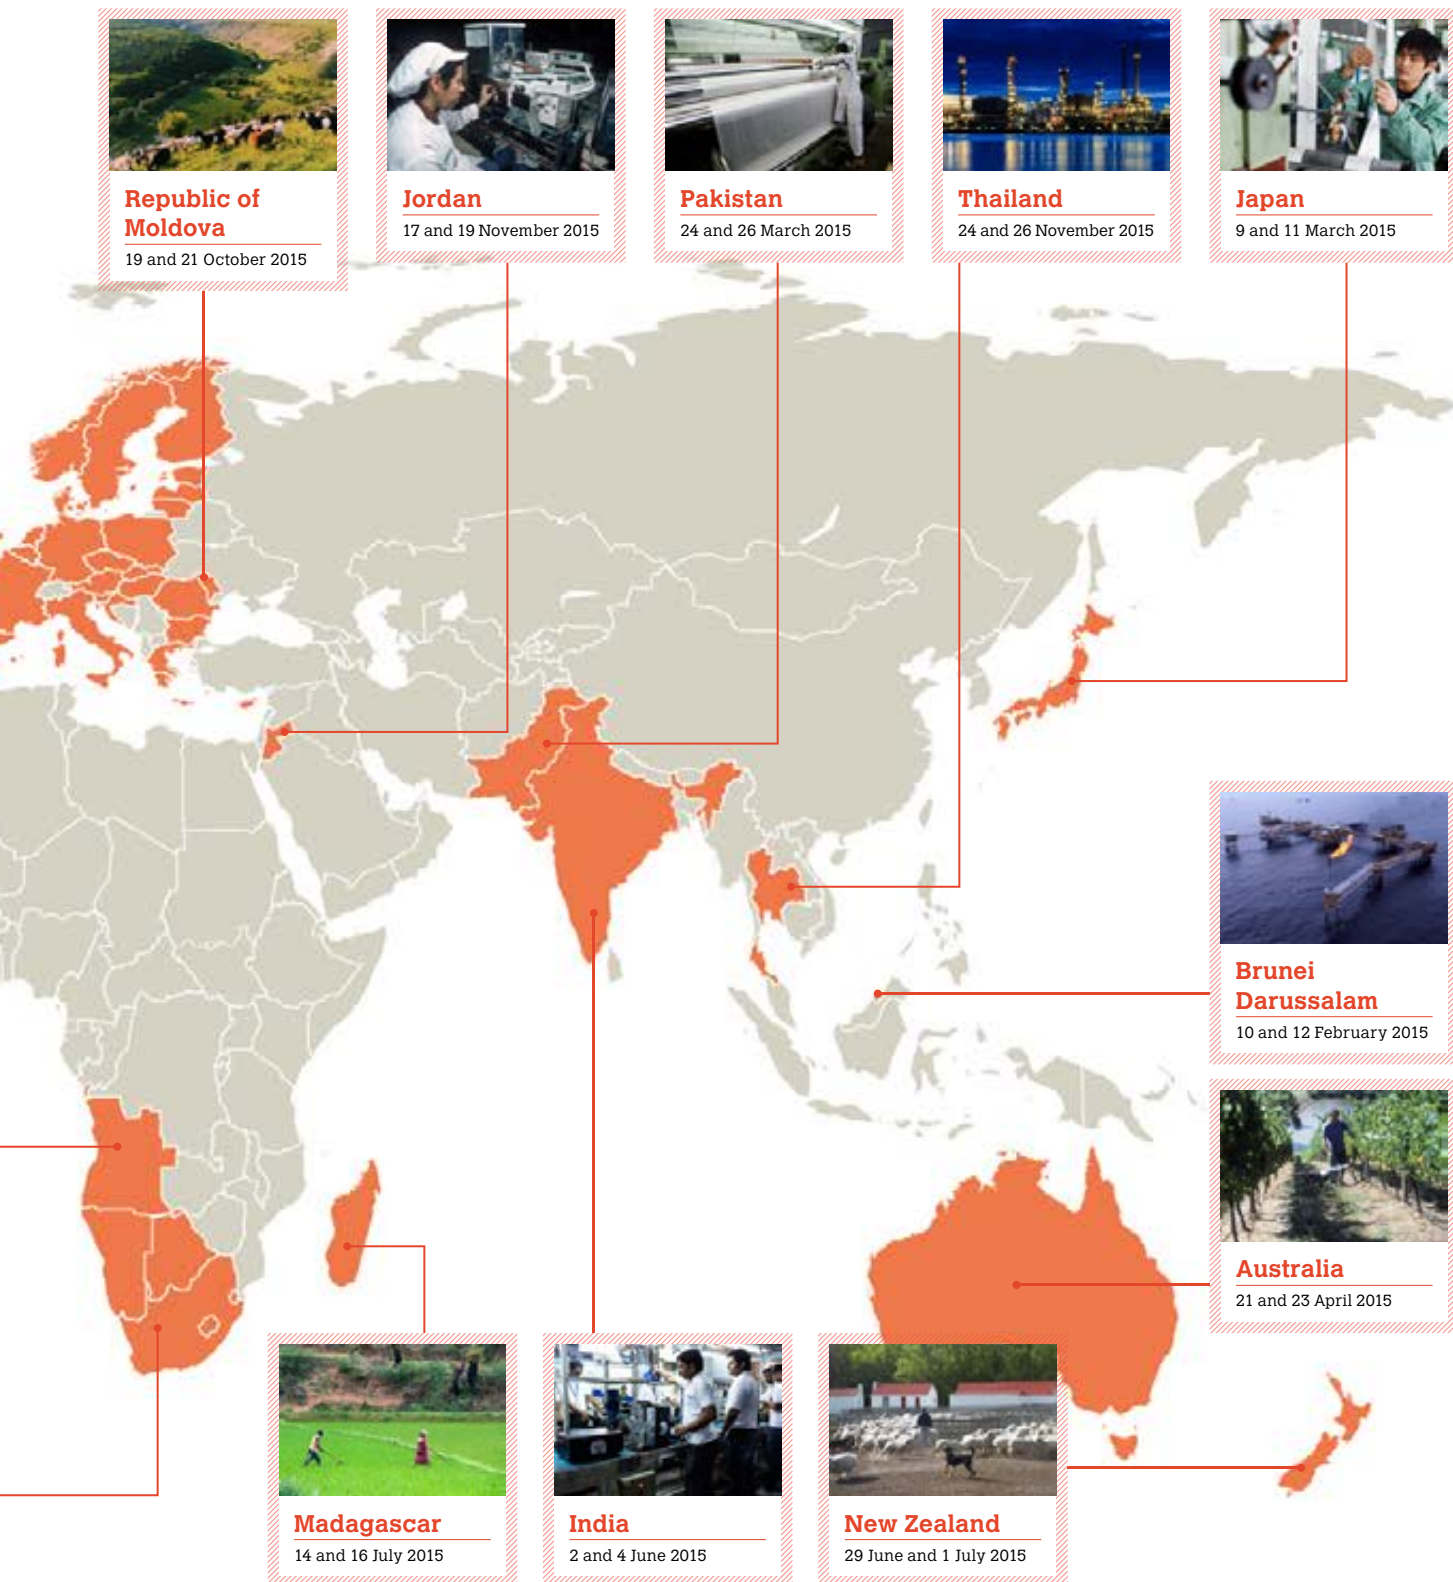 Republic of
Moldova
19 and 21 October 2015
Jordan
17 and 19 November 2015
Pakistan
24 and 26 March 2015
Thailand
24 and 26 November 2015
Japan
9 and 11 March 2015
Brunei
Darussalam
10 and 12 February 2015
Australia
21 and 23 April 2015
Madagascar
14 and 16 July 2015
India
2 and 4 June 2015
New Zealand
29 June and 1 July 2015